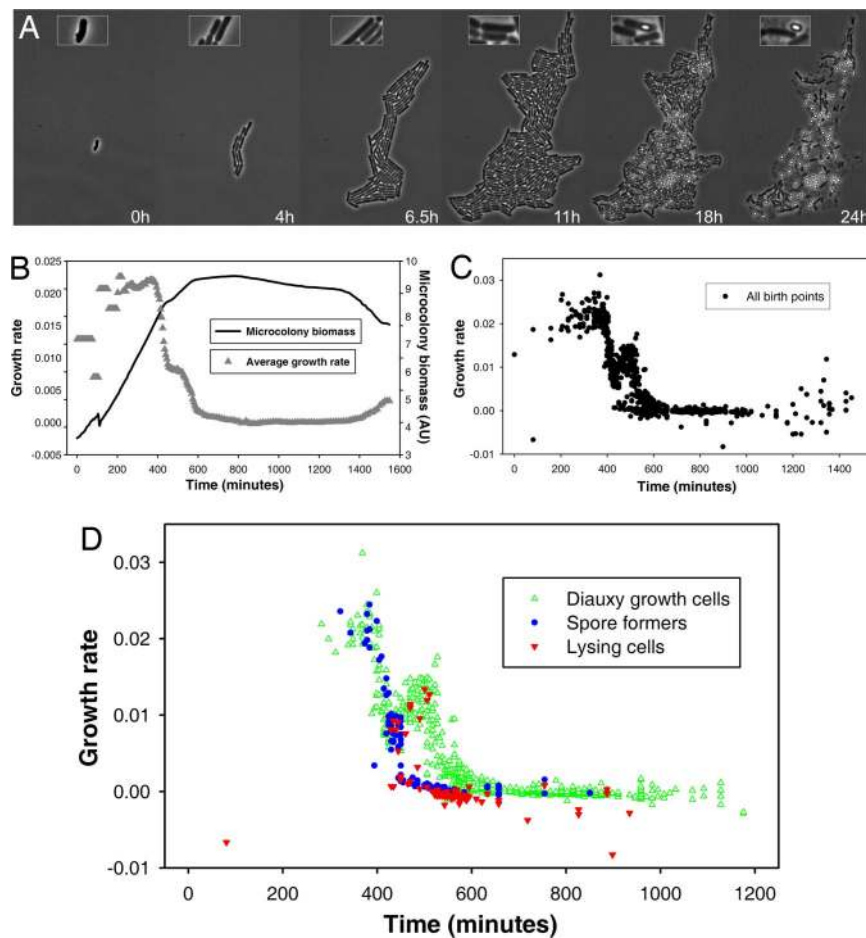 A
0h 4h 6.5h 11h 18h 24h
B
0.025
0.020
0.015
0.010
0.005
0.000
-0.005
Growth rate
Microcolony biomass
Average growth rate
10
9
8
7
6
5
4
3
Microcolony biomass (AU)
0 200 400 600 800 1000 1200 1400 1600
Time (minutes)
C
0.03
0.02
0.01
0.00
-0.01
Growth rate
All birth points
0 200 400 600 800 1000 1200 1400
Time (minutes)
D
0.03
0.02
0.01
0.00
-0.01
Growth rate
Diauxy growth cells
Spore formers
Lysing cells
0 200 400 600 800 1000 1200
Time (minutes)